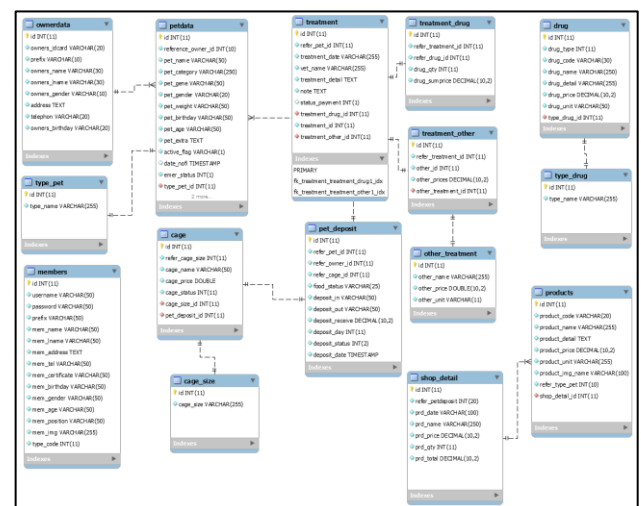 ownerdata
id INT(11)
owners_idcard VARCHAR(20)
prefix VARCHAR(10)
owners_name VARCHAR(30)
owners_lname VARCHAR(30)
owners_gender VARCHAR(10)
address TEXT
telephon VARCHAR(20)
owners_birthday VARCHAR(20)
Indexes
petdata
id INT(11)
reference_owner_id INT(10)
pet_name VARCHAR(50)
pet_category VARCHAR(250)
pet_gene VARCHAR(50)
pet_gender VARCHAR(20)
pet_weight VARCHAR(50)
pet_birthday VARCHAR(50)
pet_age VARCHAR(50)
pet_extra TEXT
active_flag VARCHAR(1)
date_nofi TIMESTAMP
enver_status INT(1)
type_pet_id INT(11)
2 more...
Indexes
treatment
id INT(11)
refer_pet_id INT(11)
treatment_date VARCHAR(255)
vet_name VARCHAR(255)
treatment_detail TEXT
note TEXT
status_payment INT(1)
treatment_drug_id INT(11)
treatment_id INT(11)
treatment_other_id INT(11)
Indexes
PRIMARY
fk_treatment_treatment_drug1_idx
fk_treatment_treatment_other1_idx
treatment_drug
id INT(11)
refer_treatment_id INT(11)
refer_drug_id INT(11)
drug_qty INT(11)
drug_sumprice DECIMAL(10,2)
Indexes
drug
id INT(11)
drug_type INT(11)
drug_code VARCHAR(30)
drug_name VARCHAR(250)
drug_detail VARCHAR(255)
drug_price DECIMAL(10,2)
drug_unit VARCHAR(50)
type_drug_id INT(11)
Indexes
treatment_other
id INT(11)
refer_treatment_id INT(11)
other_id INT(11)
other_prices DECIMAL(10,2)
other_treatment_id INT(11)
Indexes
type_drug
id INT(11)
type_name VARCHAR(255)
Indexes
type_pet
id INT(11)
type_name VARCHAR(255)
Indexes
cage
id INT(11)
refer_cage_size INT(11)
cage_name VARCHAR(50)
cage_price DOUBLE
cage_status INT(11)
cage_size_id INT(11)
pet_deposit_id INT(11)
Indexes
pet_deposit
id INT(11)
refer_pet_id INT(11)
refer_owner_id INT(11)
refer_cage_id INT(11)
food_status VARCHAR(25)
deposit_in VARCHAR(50)
deposit_out VARCHAR(50)
deposit_receive DECIMAL(10,2)
deposit_day INT(11)
deposit_status INT(2)
deposit_date TIMESTAMP
Indexes
other_treatment
id INT(11)
other_name VARCHAR(255)
other_price DOUBLE(10,2)
other_unit VARCHAR(11)
Indexes
members
id INT(11)
username VARCHAR(50)
password VARCHAR(50)
prefix VARCHAR(50)
mem_name VARCHAR(50)
mem_lname VARCHAR(50)
mem_address TEXT
mem_tel VARCHAR(50)
mem_certificate VARCHAR(50)
mem_birthday VARCHAR(50)
mem_gender VARCHAR(50)
mem_age VARCHAR(50)
mem_position VARCHAR(50)
mem_img VARCHAR(255)
type_code INT(11)
Indexes
cage_size
id INT(11)
cage_size VARCHAR(255)
Indexes
products
id INT(11)
product_code VARCHAR(20)
product_name VARCHAR(255)
product_detail TEXT
product_price DECIMAL(10,2)
product_unit VARCHAR(255)
product_img_name VARCHAR(100)
refer_type_pet INT(10)
shop_detail_id INT(11)
Indexes
shop_detail
id INT(11)
refer_petdeposit INT(20)
prd_date VARCHAR(100)
prd_name VARCHAR(250)
prd_price DECIMAL(10,2)
prd_qty INT(11)
prd_total DECIMAL(10,2)
Indexes